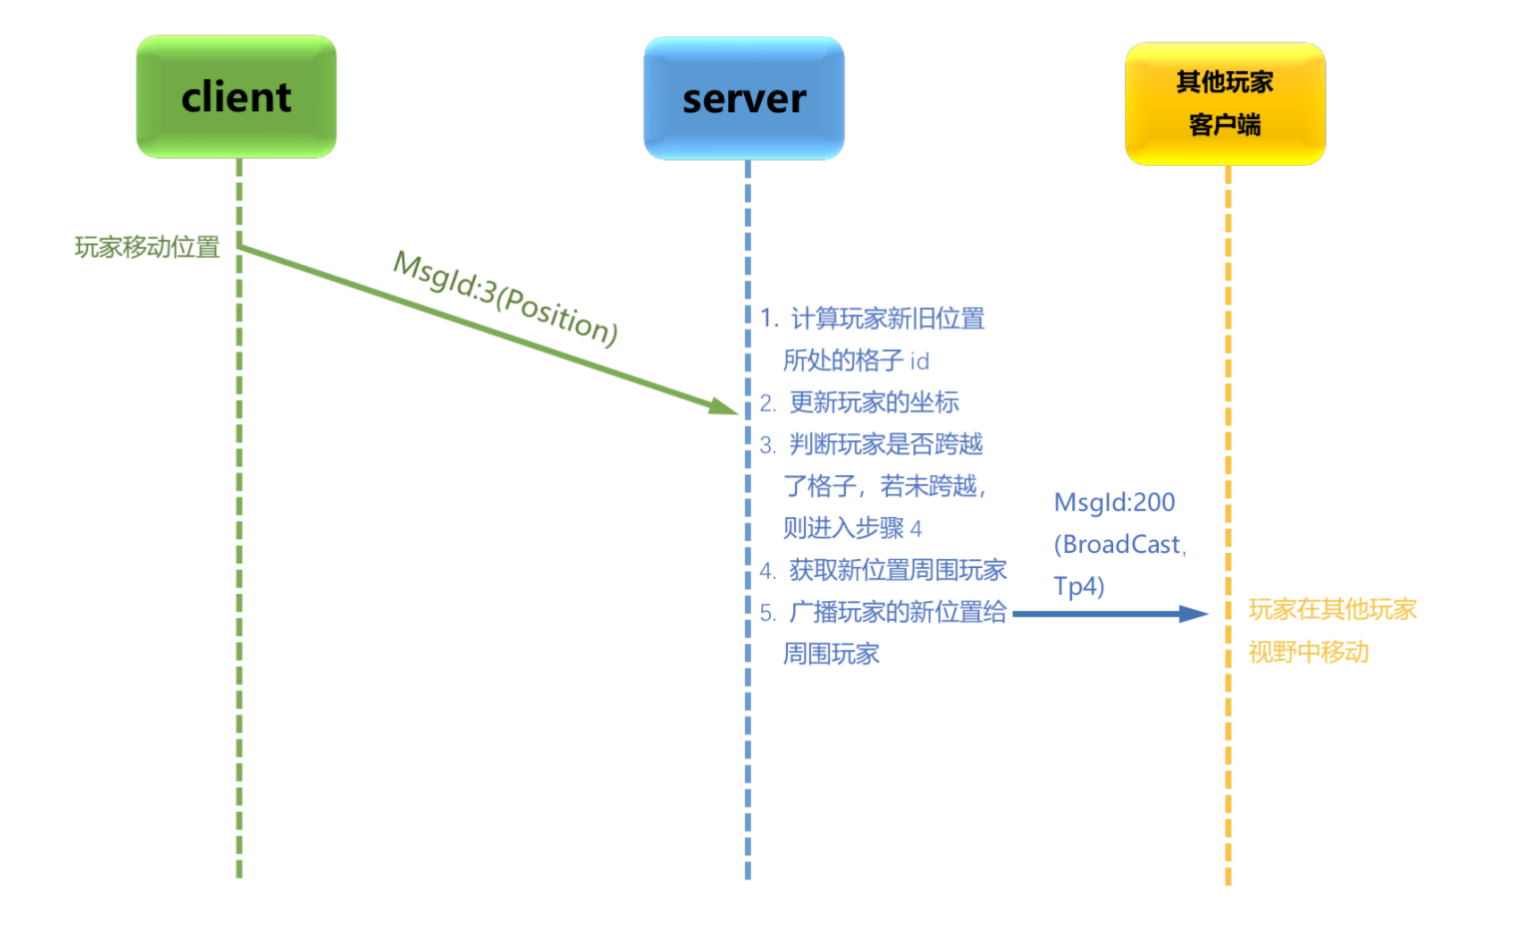 client
server
其他玩家
客户端
玩家移动位置
MsgId:3(Position)
1. 计算玩家新旧位置
所处的格子 id
2. 更新玩家的坐标
3. 判断玩家是否跨越
了格子，若未跨越，
则进入步骤 4
4. 获取新位置周围玩家
5. 广播玩家的新位置给
周围玩家
MsgId:200
(BroadCast,
Tp4)
玩家在其他玩家
视野中移动